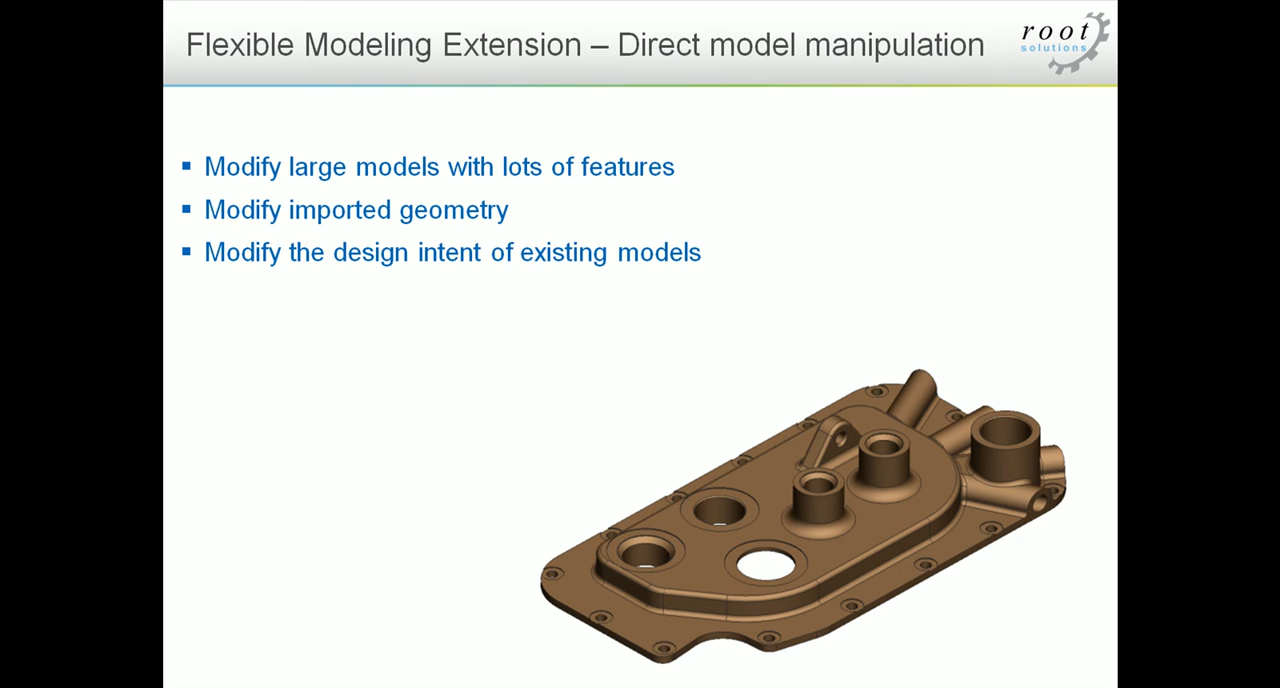 Flexible Modeling Extension – Direct model manipulation
root
solutions
Modify large models with lots of features
Modify imported geometry
Modify the design intent of existing models